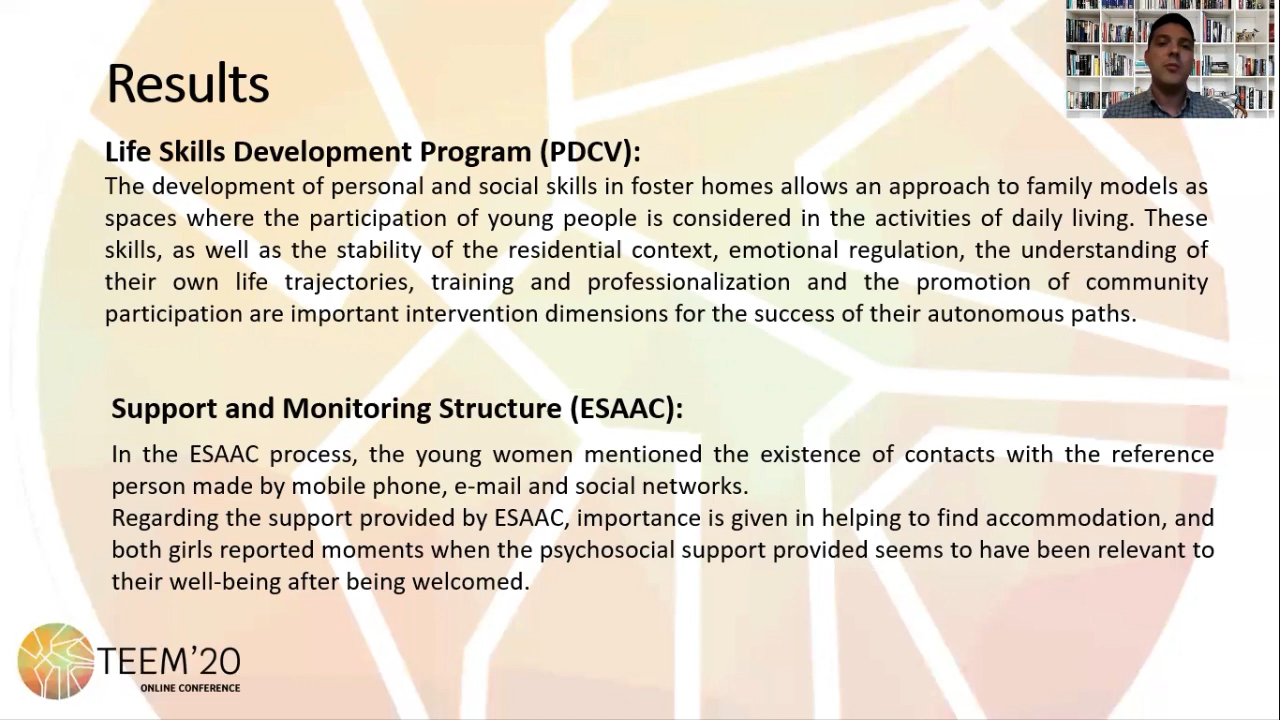 Results
Life Skills Development Program (PDCV):
The development of personal and social skills in foster homes allows an approach to family models as
spaces where the participation of young people is considered in the activities of daily living. These
skills, as well as the stability of the residential context, emotional regulation, the understanding of
their own life trajectories, training and professionalization and the promotion of community
participation are important intervention dimensions for the success of their autonomous paths.
Support and Monitoring Structure (ESAAC):
In the ESAAC process, the young women mentioned the existence of contacts with the reference
person made by mobile phone, e-mail and social networks.
Regarding the support provided by ESAAC, importance is given in helping to find accommodation, and
both girls reported moments when the psychosocial support provided seems to have been relevant to
their well-being after being welcomed.
TEEM'20
ONLINE CONFERENCE